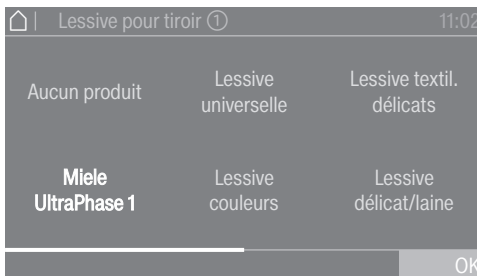 Lessive pour tiroir ① 11:02
Aucun produit
Lessive
universelle
Lessive textil.
délicats
Miele
UltraPhase 1
Lessive
couleurs
Lessive
délicat/laine
OK